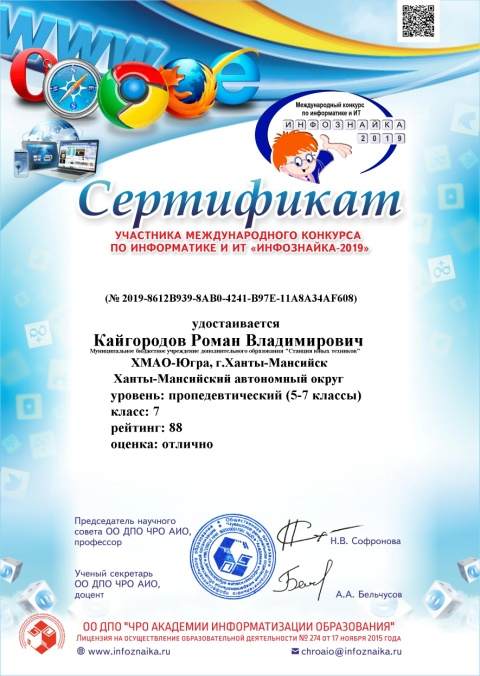 www
Международный конкурс
по информатике и ИТ
ИНФОЗНАЙКА
2019
Сертификат
УЧАСТНИКА МЕЖДУНАРОДНОГО КОНКУРСА
ПО ИНФОРМАТИКЕ И ИТ «ИНФОЗНАЙКА-2019»
(№ 2019-8612B939-8AB0-4241-B97E-11A8A34AF608)
удостаивается
Кайгородов Роман Владимирович
Муниципальное бюджетное учреждение дополнительного образования "Станция юных техников"
ХМАО-Югра, г.Ханты-Мансийск
Ханты-Мансийский автономный округ
уровень: пропедевтический (5-7 классы)
класс: 7
рейтинг: 88
оценка: отлично
Председатель научного
совета ОО ДПО ЧРО АИО,
профессор
Н.В. Софронова
Ученый секретарь
ОО ДПО ЧРО АИО,
доцент
А.А. Бельчусов
ОО ДПО "ЧРО АКАДЕМИИ ИНФОРМАТИЗАЦИИ ОБРАЗОВАНИЯ"
Лицензия на осуществление образовательной деятельности № 274 от 17 ноября 2015 года
www.infoznaika.ru
chroaio@infoznaika.ru